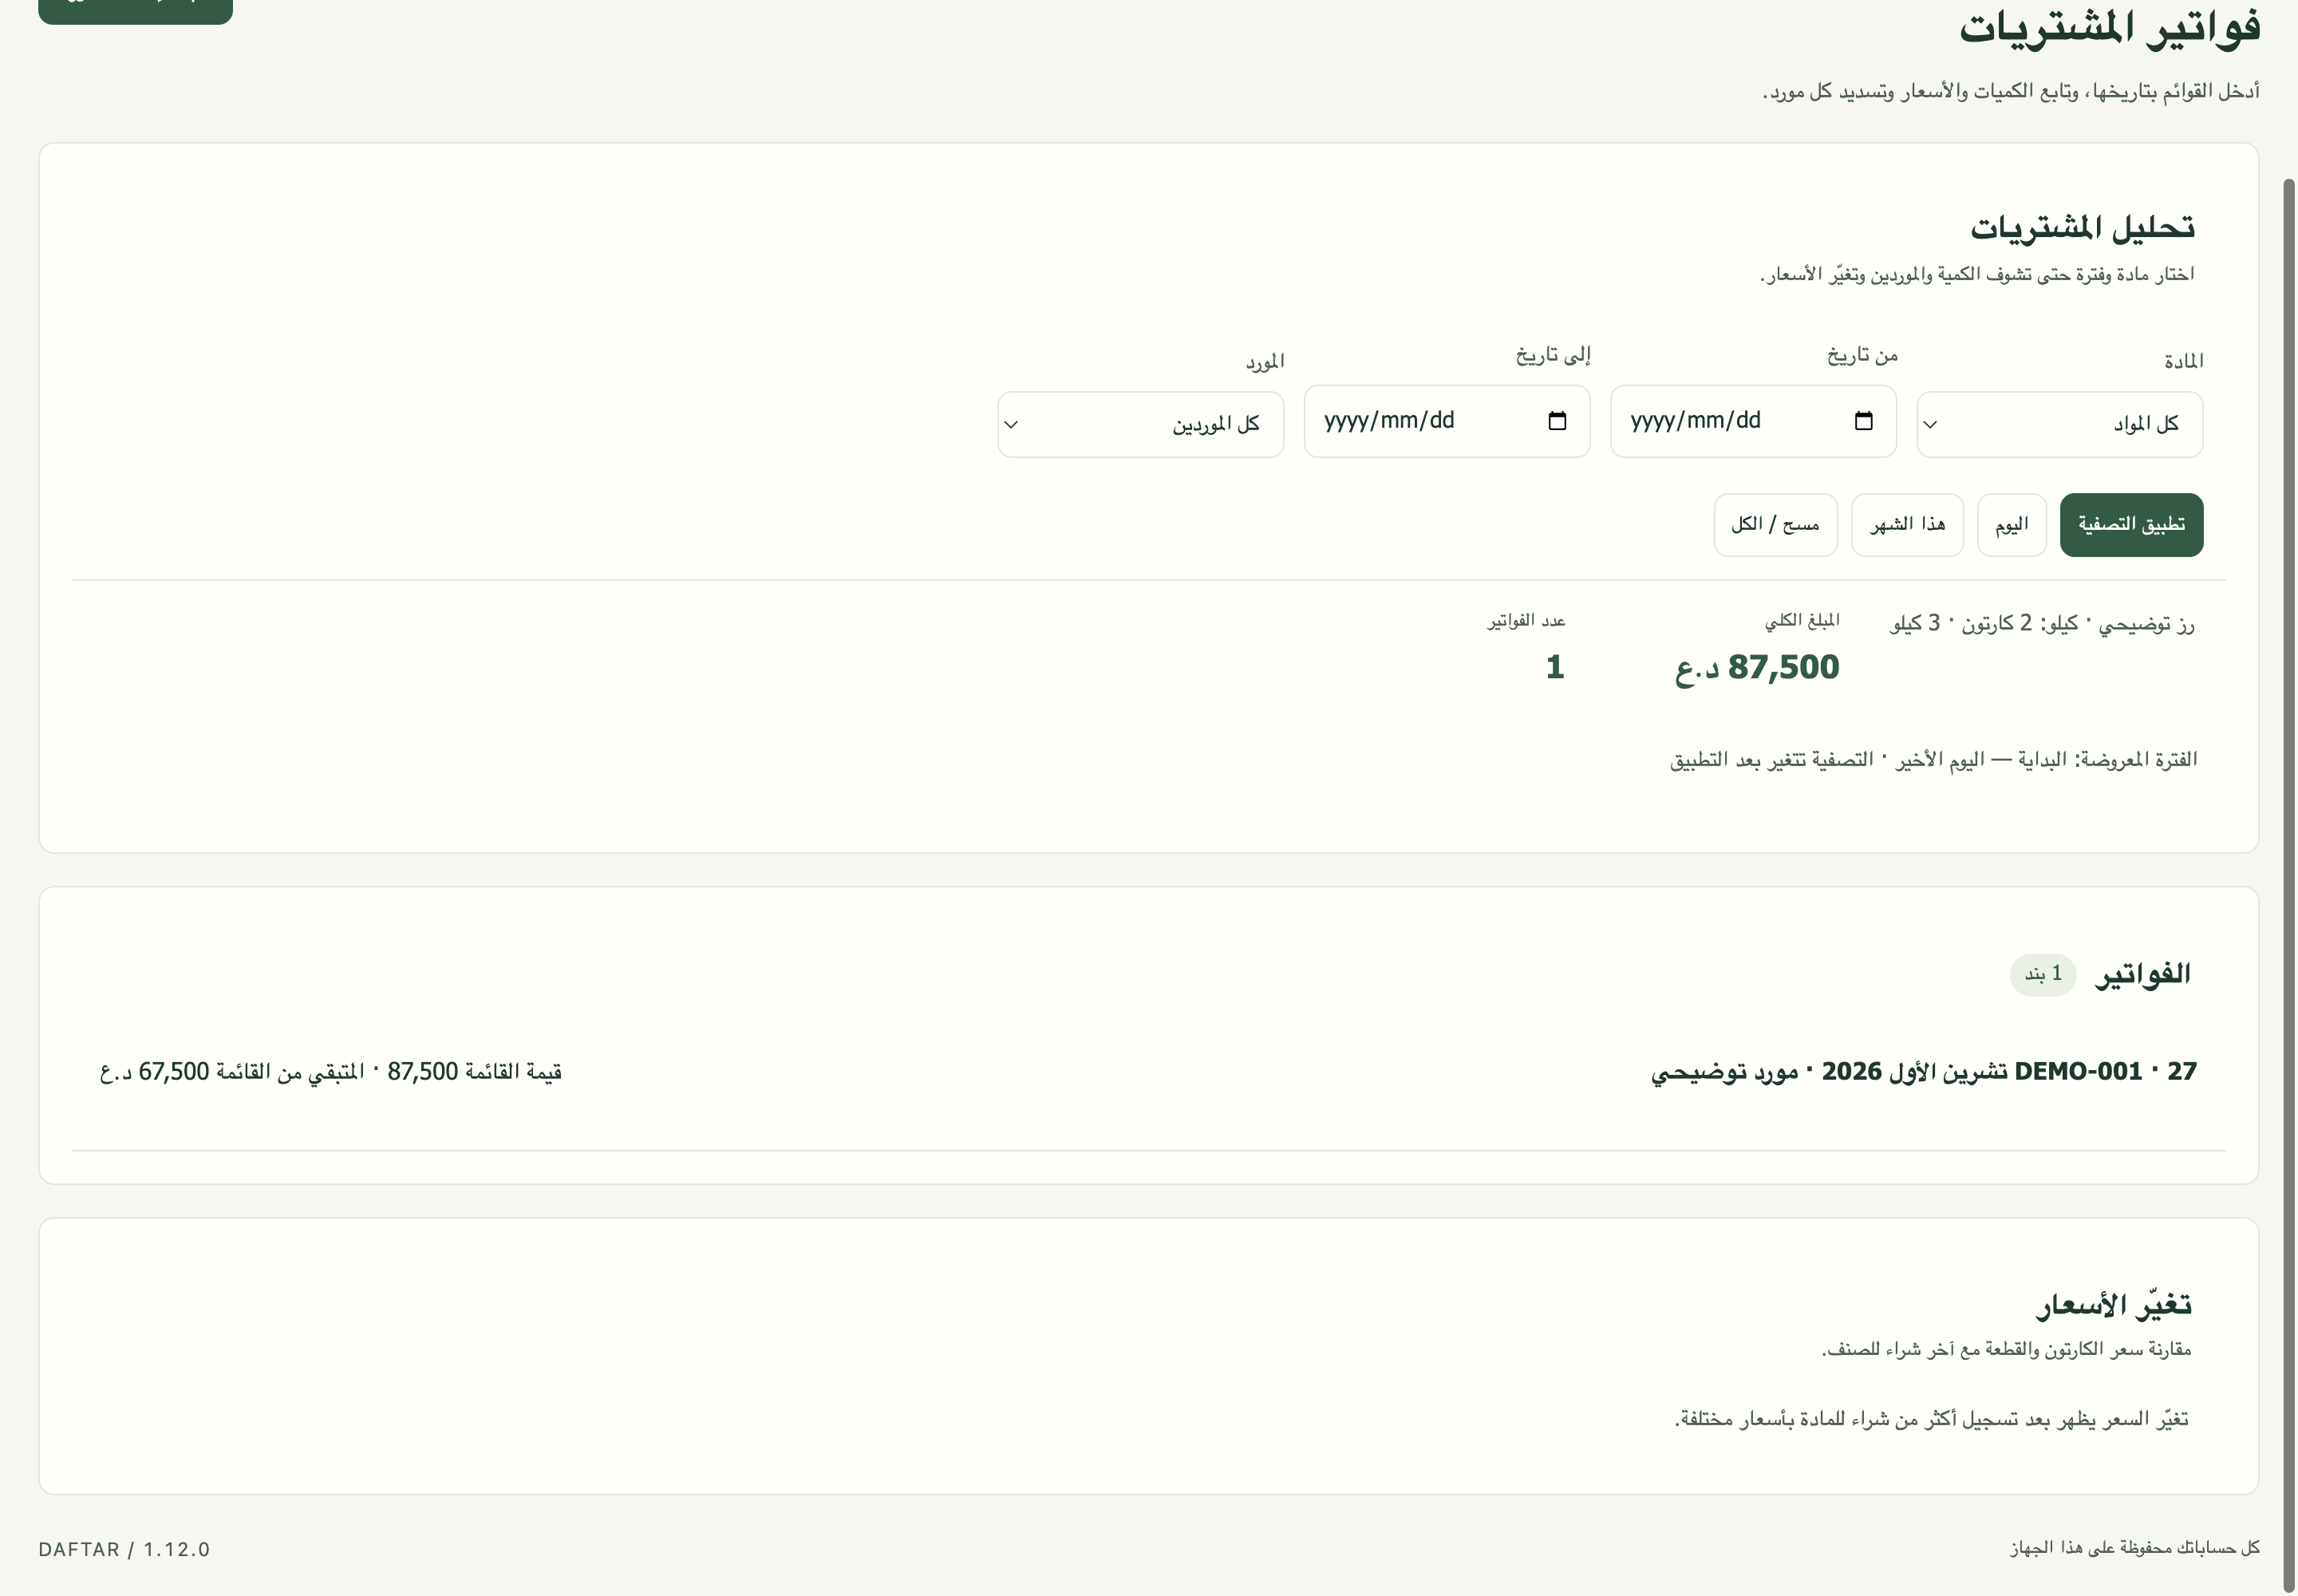 فواتير المشتريات
أدخل القوائم بتاريخها، وتابع الكميات والأسعار وتسديد كل مورد.
تحليل المشتريات
اختار مادة وفترة حتى تشوف الكمية والموردين وتغيّر الأسعار.
المادة
من تاريخ
إلى تاريخ
المورد
كل المواد
yyyy/mm/dd
yyyy/mm/dd
كل الموردين
تطبيق التصفية
اليوم
هذا الشهر
مسح / الكل
رز توضيحي · كيلو: 2 كارتون · 3 كيلو
المبلغ الكلي
87,500 د.ع
عدد الفواتير
1
الفترة المعروضة: البداية — اليوم الأخير · التصفية تتغير بعد التطبيق
الفواتير
1 بند
DEMO-001 · 27 تشرين الأول 2026 · مورد توضيحي
قيمة القائمة 87,500 · المتبقي من القائمة 67,500 د.ع
تغيّر الأسعار
مقارنة سعر الكارتون والقطعة مع آخر شراء للصنف.
تغيّر السعر يظهر بعد تسجيل أكثر من شراء للمادة بأسعار مختلفة.
كل حساباتك محفوظة على هذا الجهاز
DAFTAR / 1.12.0